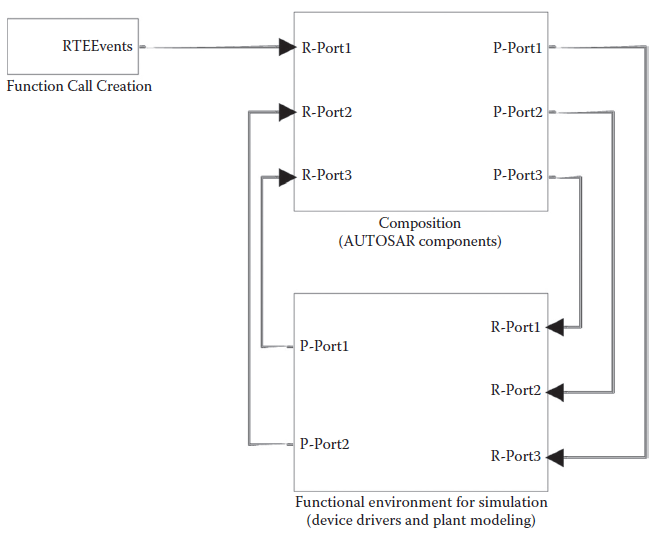 RTEEvents
Function Call Creation
R-Port1
P-Port1
R-Port2
P-Port2
R-Port3
P-Port3
Composition
(AUTOSAR components)
R-Port1
P-Port1
R-Port2
P-Port2
R-Port3
Functional environment for simulation
(device drivers and plant modeling)